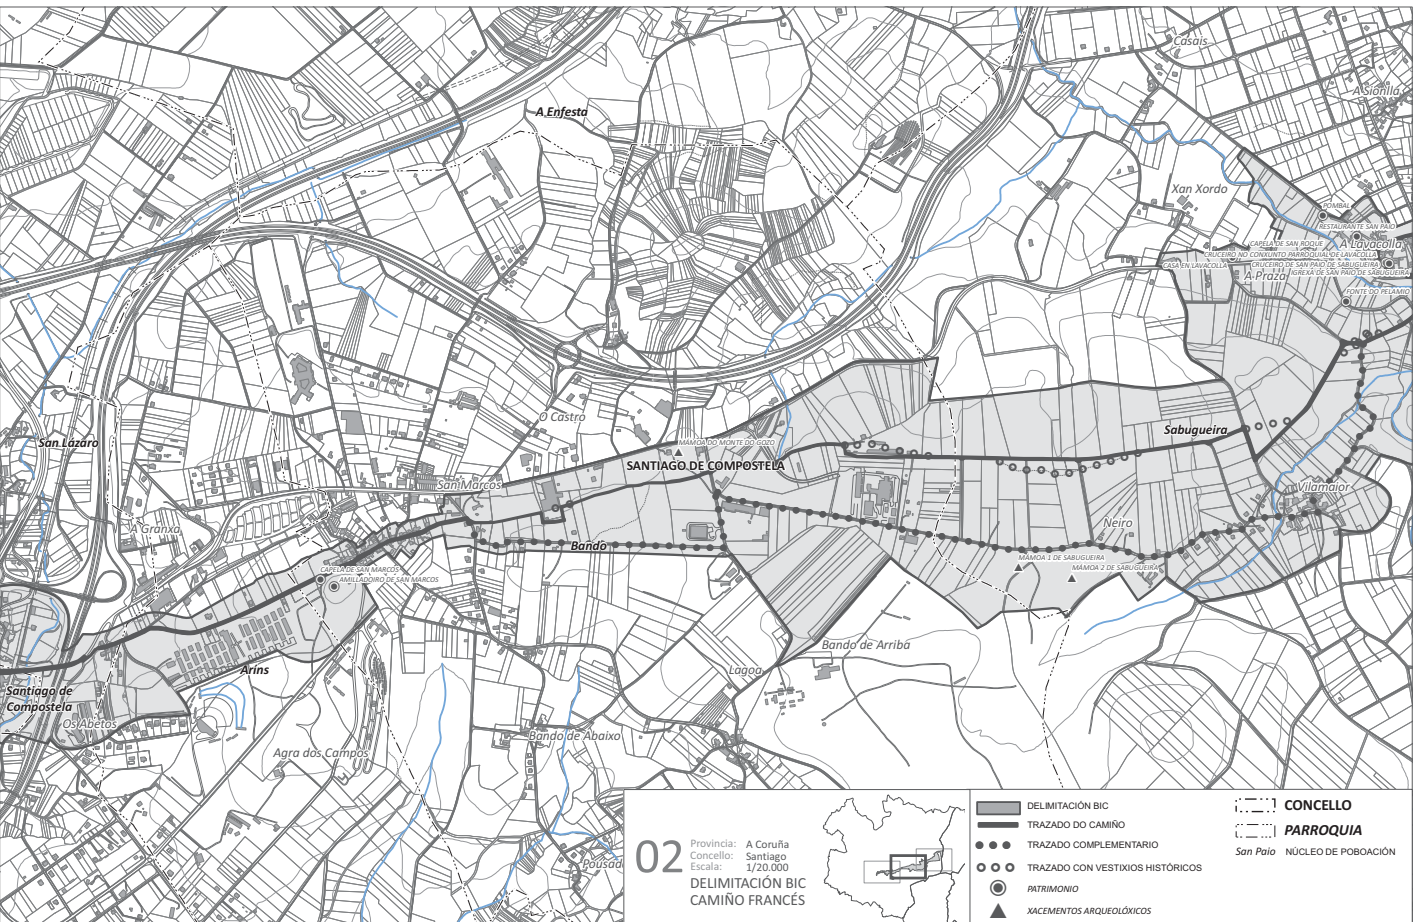 Casais
A Sionlla
A Enfesta
Xan Xordo
POMBAL
RESTAURANTE SAN PAIO
CAPELA DE SAN ROQUE
A Lavacolla
CRUCEIRO NO CONXUNTO PARROQUIAL DE LAVACOLLA
CASA EN LAVACOLLA
CRUCEIRO DE SAN PAIO DE SABUGUEIRA
A Praza
IGREXA DE SAN PAIO DE SABUGUEIRA
FONTE DO PELAMIO
O Castro
San Lázaro
MÁMOA DO MONTE DO GOZO
Sabugueira
SANTIAGO DE COMPOSTELA
San Marcos
Vilamaior
Granxa
Neiro
Bando
MÁMOA 1 DE SABUGUEIRA
MÁMOA 2 DE SABUGUEIRA
CAPELA DE SAN MARCOS
AMILLADOIRO DE SAN MARCOS
Bando de Arriba
Aríns
Lagoa
Santiago de
Compostela
Os Abetos
Bando de Abaixo
Agra dos Campos
Pousad
02
Provincia: A Coruña
Concello: Santiago
Escala: 1/20.000
DELIMITACIÓN BIC
CAMIÑO FRANCÉS
DELIMITACIÓN BIC
TRAZADO DO CAMIÑO
TRAZADO COMPLEMENTARIO
TRAZADO CON VESTIXIOS HISTÓRICOS
PATRIMONIO
XACEMENTOS ARQUEOLÓXICOS
CONCELLO
PARROQUIA
San Paio NÚCLEO DE POBOACIÓN